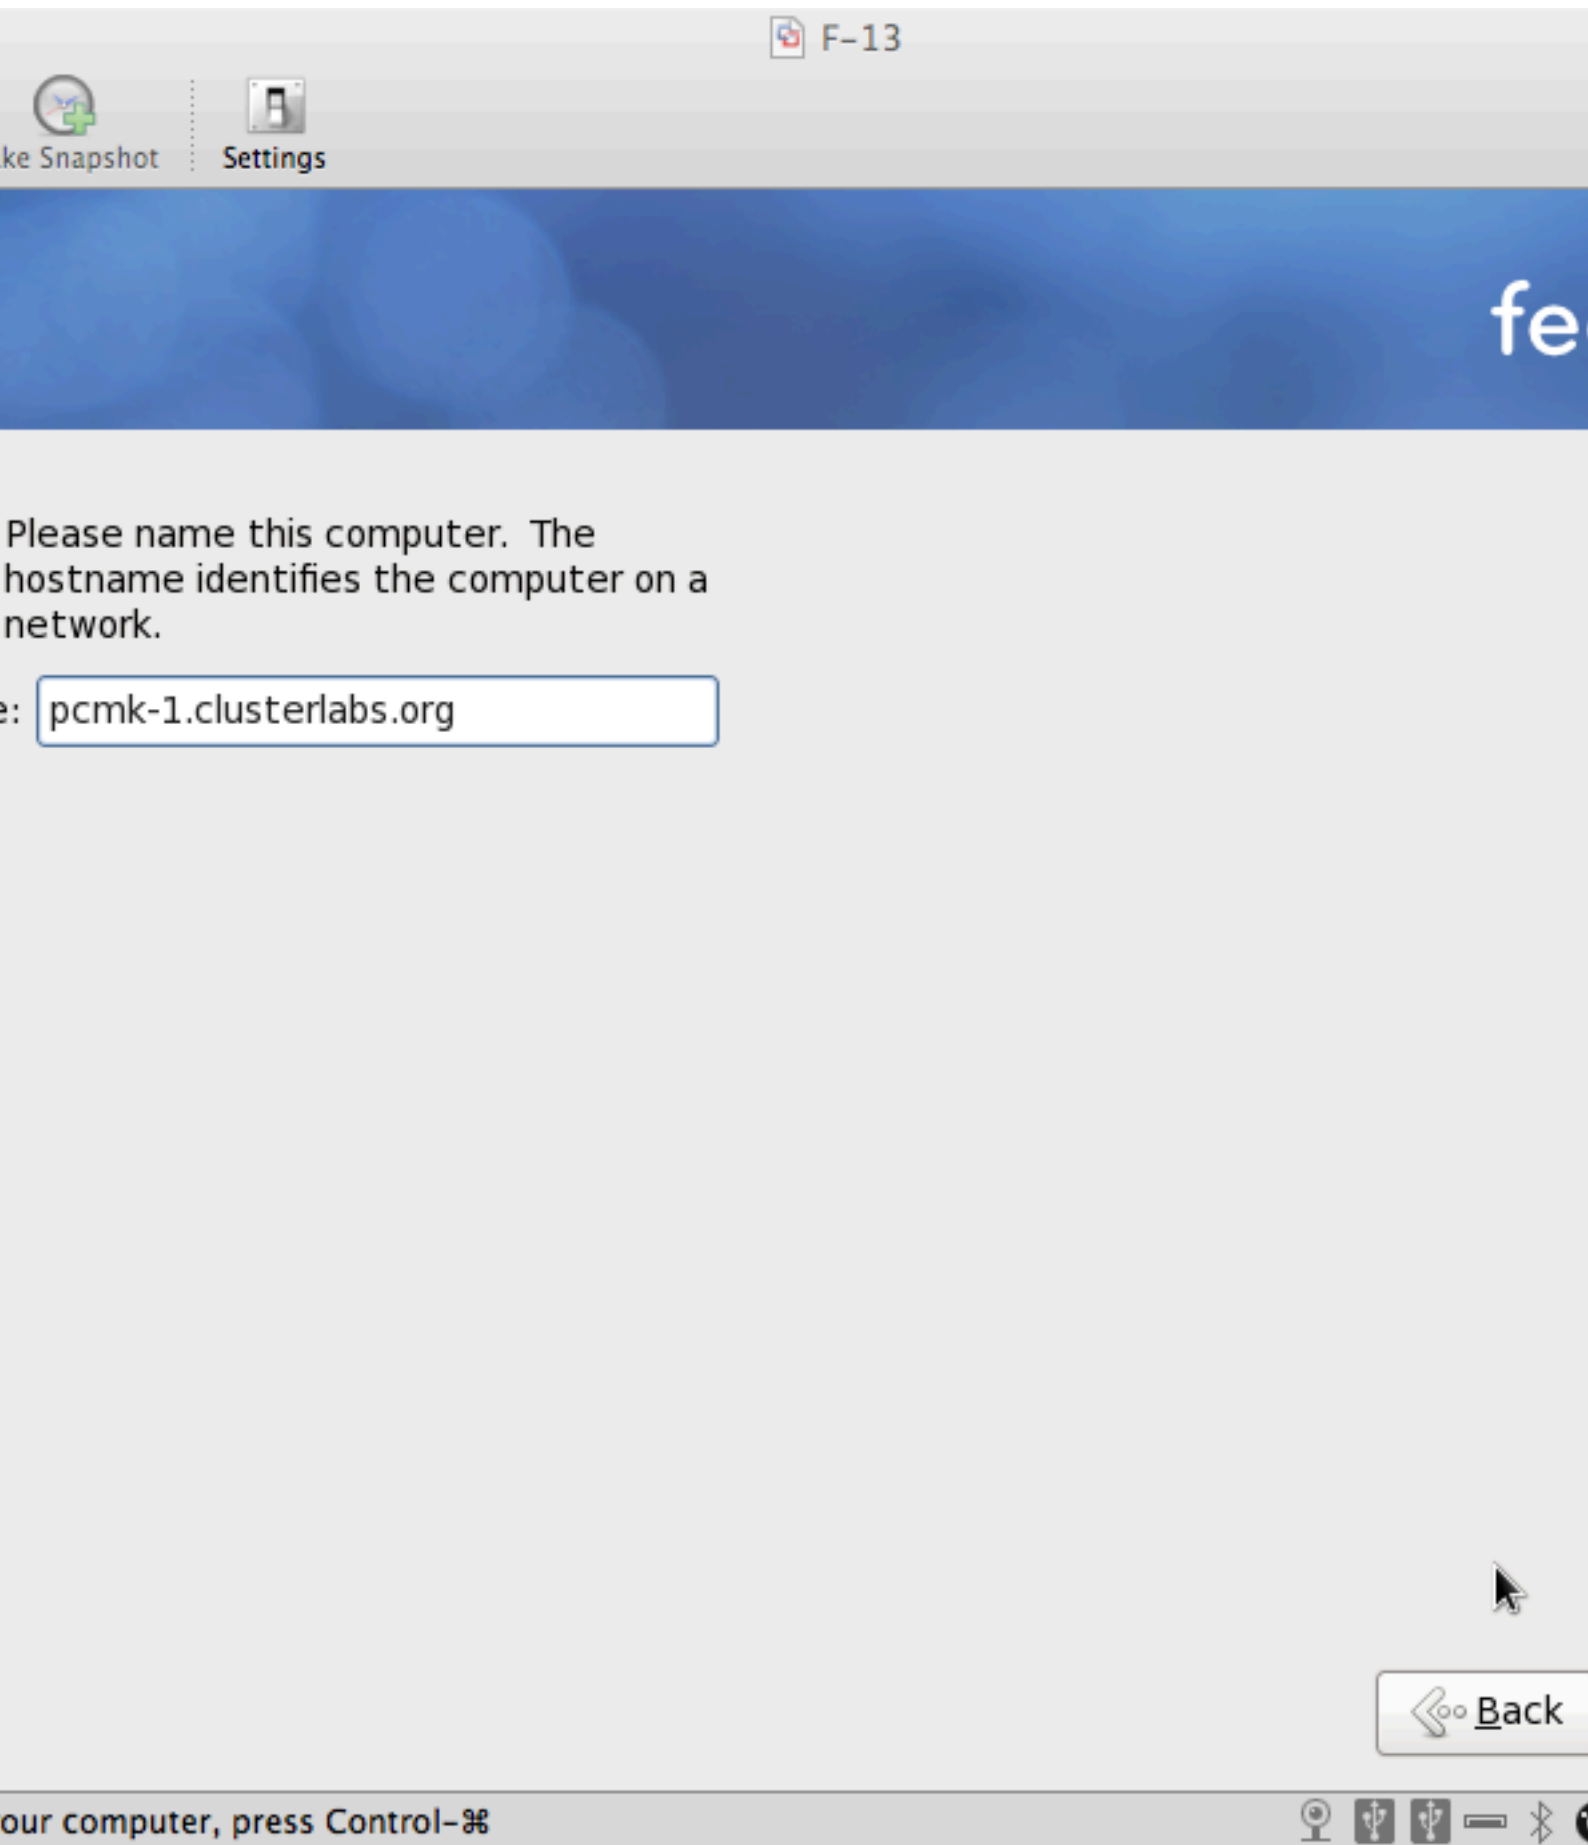 F-13
ke Snapshot
Settings
fe
Please name this computer. The
hostname identifies the computer on a
network.
e: pcmk-1.clusterlabs.org
Back
our computer, press Control-⌘